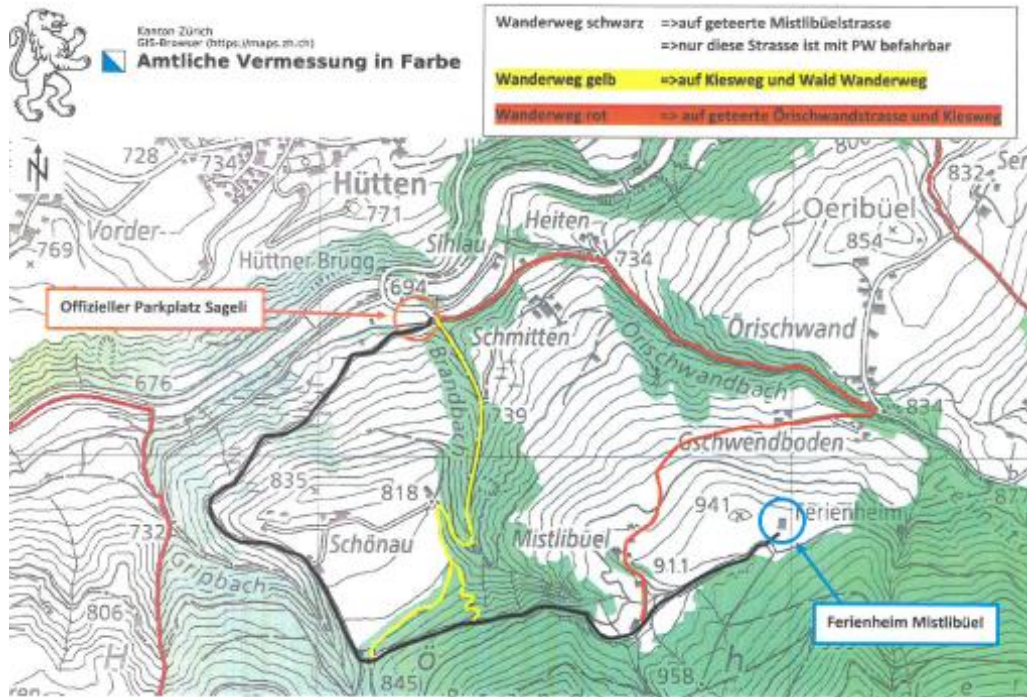 Kanton Zürich
GIS-Browser (https://maps.zh.ch)
Amtliche Vermessung in Farbe
Wanderweg schwarz =>auf geteerte Mistlibüelstrasse
=>nur diese Strasse ist mit PW befahrbar
Wanderweg gelb =>auf Kiesweg und Wald Wanderweg
Wanderweg rot => auf geteerte Örischwandstrasse und Kiesweg
N
728
734
Hütten
771
Vorder
769
Hüttner Brügg
Sihlau
Heiten
734
Oeribüel
854
832
694
Offizieller Parkplatz Sageli
Schmitten
Örischwand
Örischwandbach
Brandbach
676
739
834
Gschwendboden
835
818
941
Ferienheim
871
732
Schönau
Mistlibüel
911
Gripbach
806
Ferienheim Mistlibüel
H
Ö
h
845
958